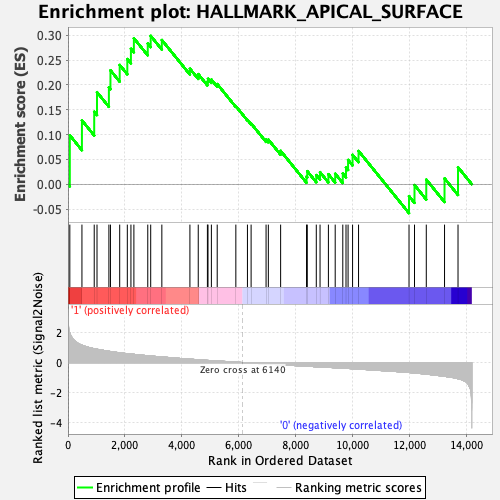 Enrichment plot: HALLMARK_APICAL_SURFACE
Enrichment score (ES)
0.30
0.25
0.20
0.15
0.10
0.05
0.00
-0.05
'1' (positively correlated)
Ranked list metric (Signal2Noise)
2
0
-2
-4
Zero cross at 6140
'0' (negatively correlated)
0 2,000 4,000 6,000 8,000 10,000 12,000 14,000
Rank in Ordered Dataset
Enrichment profile Hits Ranking metric scores